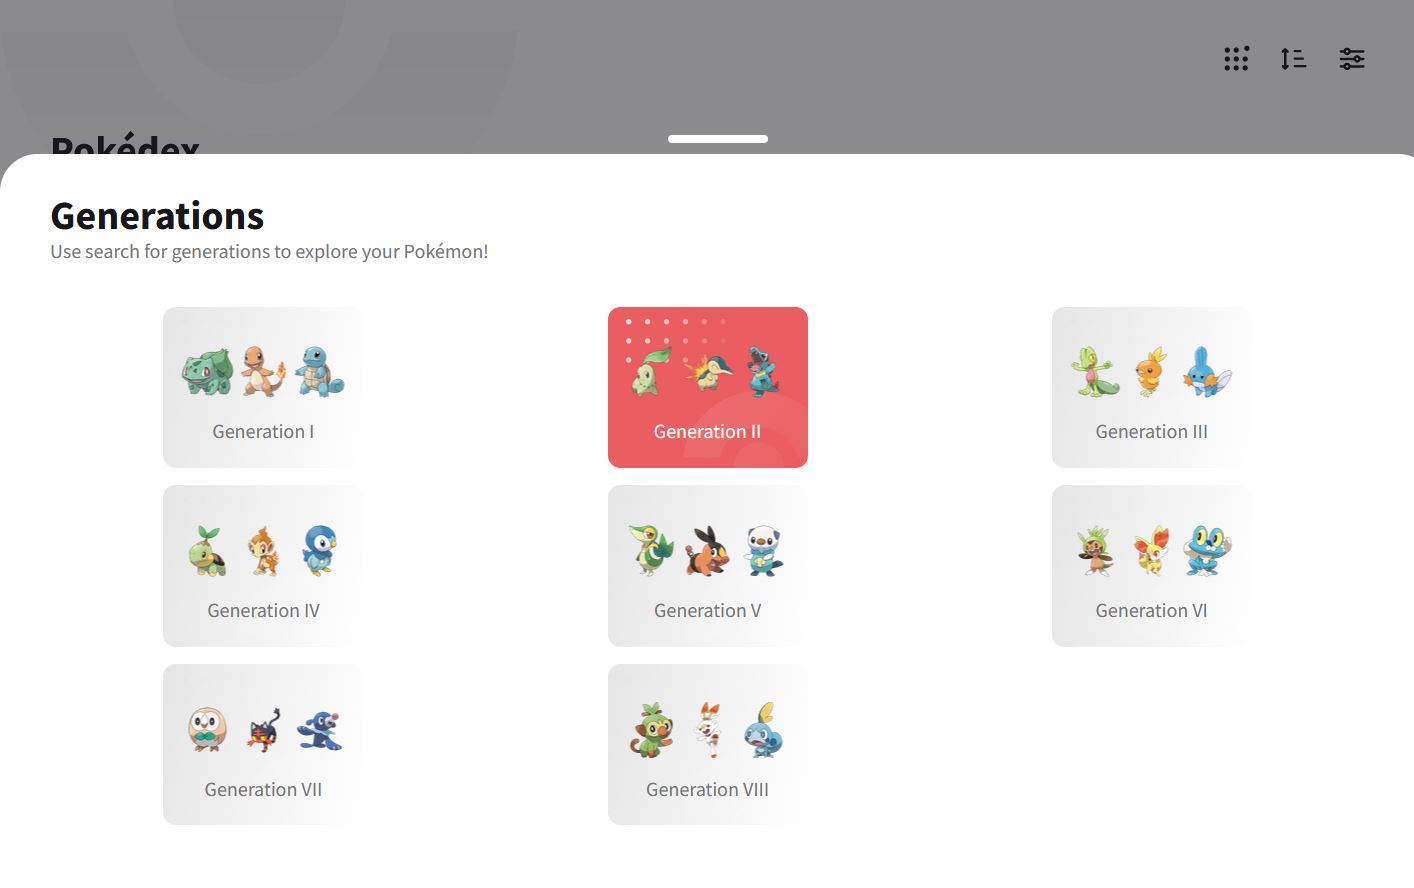 Pokédex
Generations
Use search for generations to explore your Pokémon!
Generation I
Generation II
Generation III
Generation IV
Generation V
Generation VI
Generation VII
Generation VIII